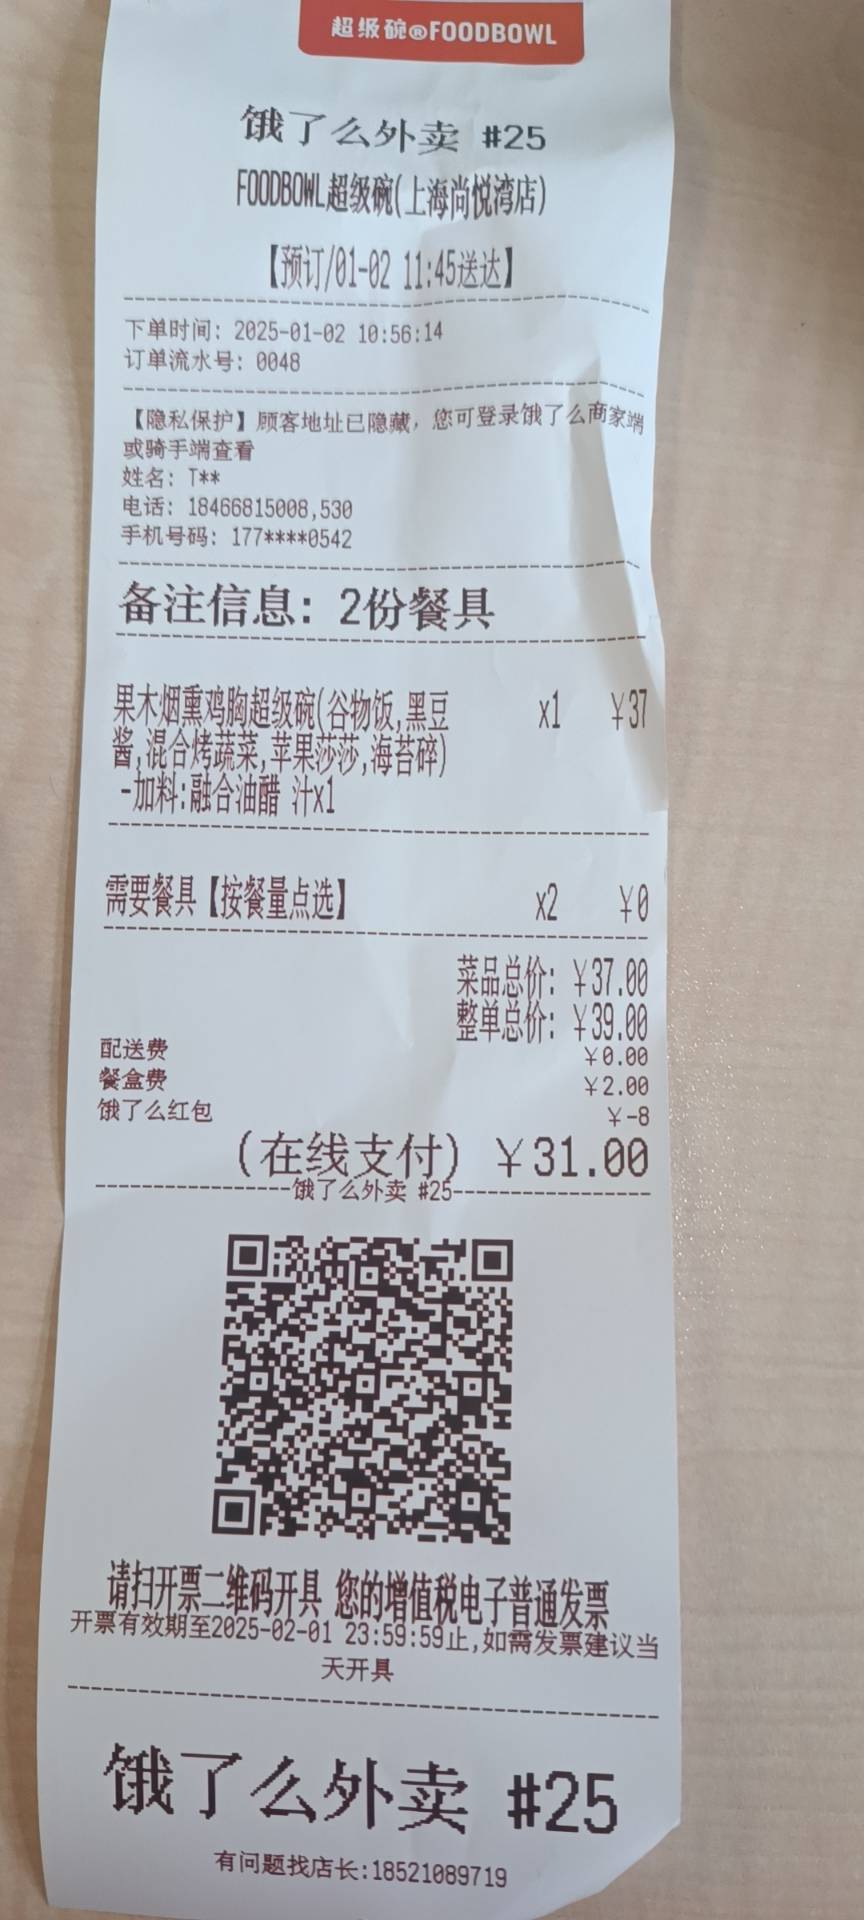 超级碗®FOODBOWL
饿了么外卖 #25
FOODBOWL超级碗(上海尚悦湾店)
【预订/01-02 11:45送达】
下单时间: 2025-01-02 10:56:14
订单流水号: 0048
【隐私保护】顾客地址已隐藏, 您可登录饿了么商家端
或骑手端查看
姓名: T**
电话: 18466815008,530
手机号码: 177****0542
备注信息: 2份餐具
果木烟熏鸡胸超级碗(谷物饭,黑豆 x1 ￥37
酱,混合烤蔬菜,苹果莎莎,海苔碎)
-加料:融合油醋 汁x1
需要餐具【按餐量点选】 x2 ￥0
菜品总价: ￥37.00
整单总价: ￥39.00
配送费 ￥0.00
餐盒费 ￥2.00
饿了么红包 ￥-8
(在线支付) ￥31.00
饿了么外卖 #25
请扫开票二维码开具 您的增值税电子普通发票
开票有效期至2025-02-01 23:59:59止,如需发票建议当
天开具
饿了么外卖 #25
有问题找店长:18521089719